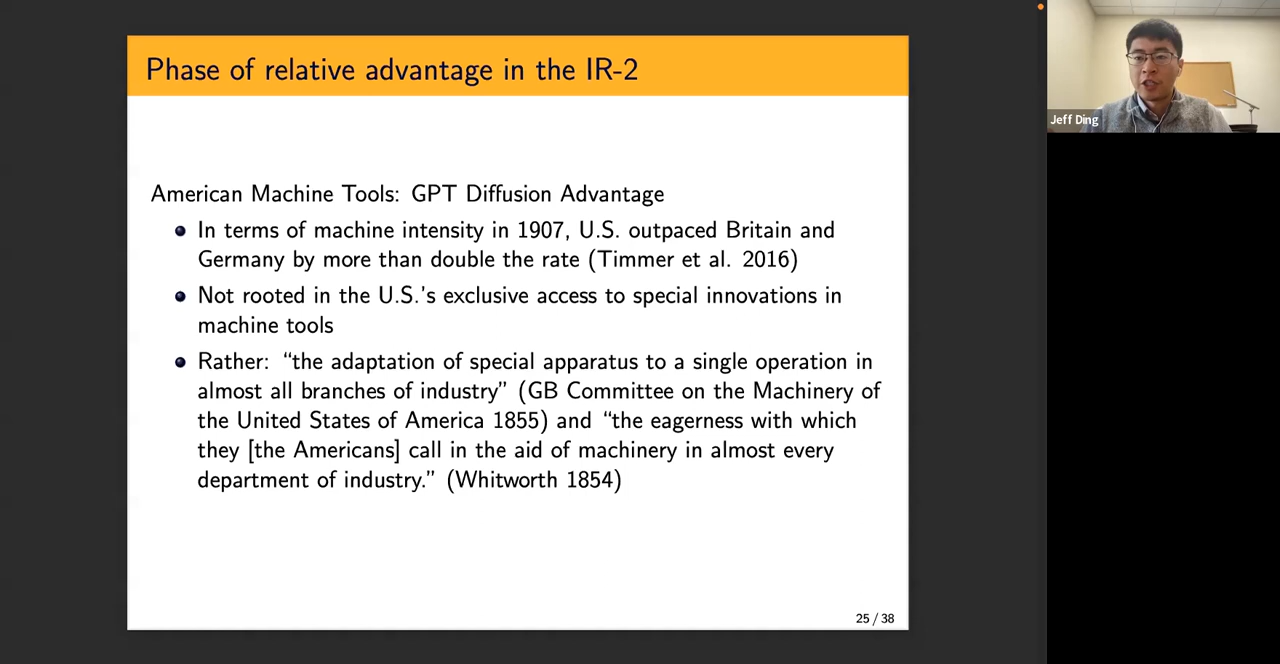 Phase of relative advantage in the IR-2
American Machine Tools: GPT Diffusion Advantage
In terms of machine intensity in 1907, U.S. outpaced Britain and
Germany by more than double the rate (Timmer et al. 2016)
Not rooted in the U.S.'s exclusive access to special innovations in
machine tools
Rather: “the adaptation of special apparatus to a single operation in
almost all branches of industry” (GB Committee on the Machinery of
the United States of America 1855) and “the eagerness with which
they [the Americans] call in the aid of machinery in almost every
department of industry.” (Whitworth 1854)
25 / 38
Jeff Ding